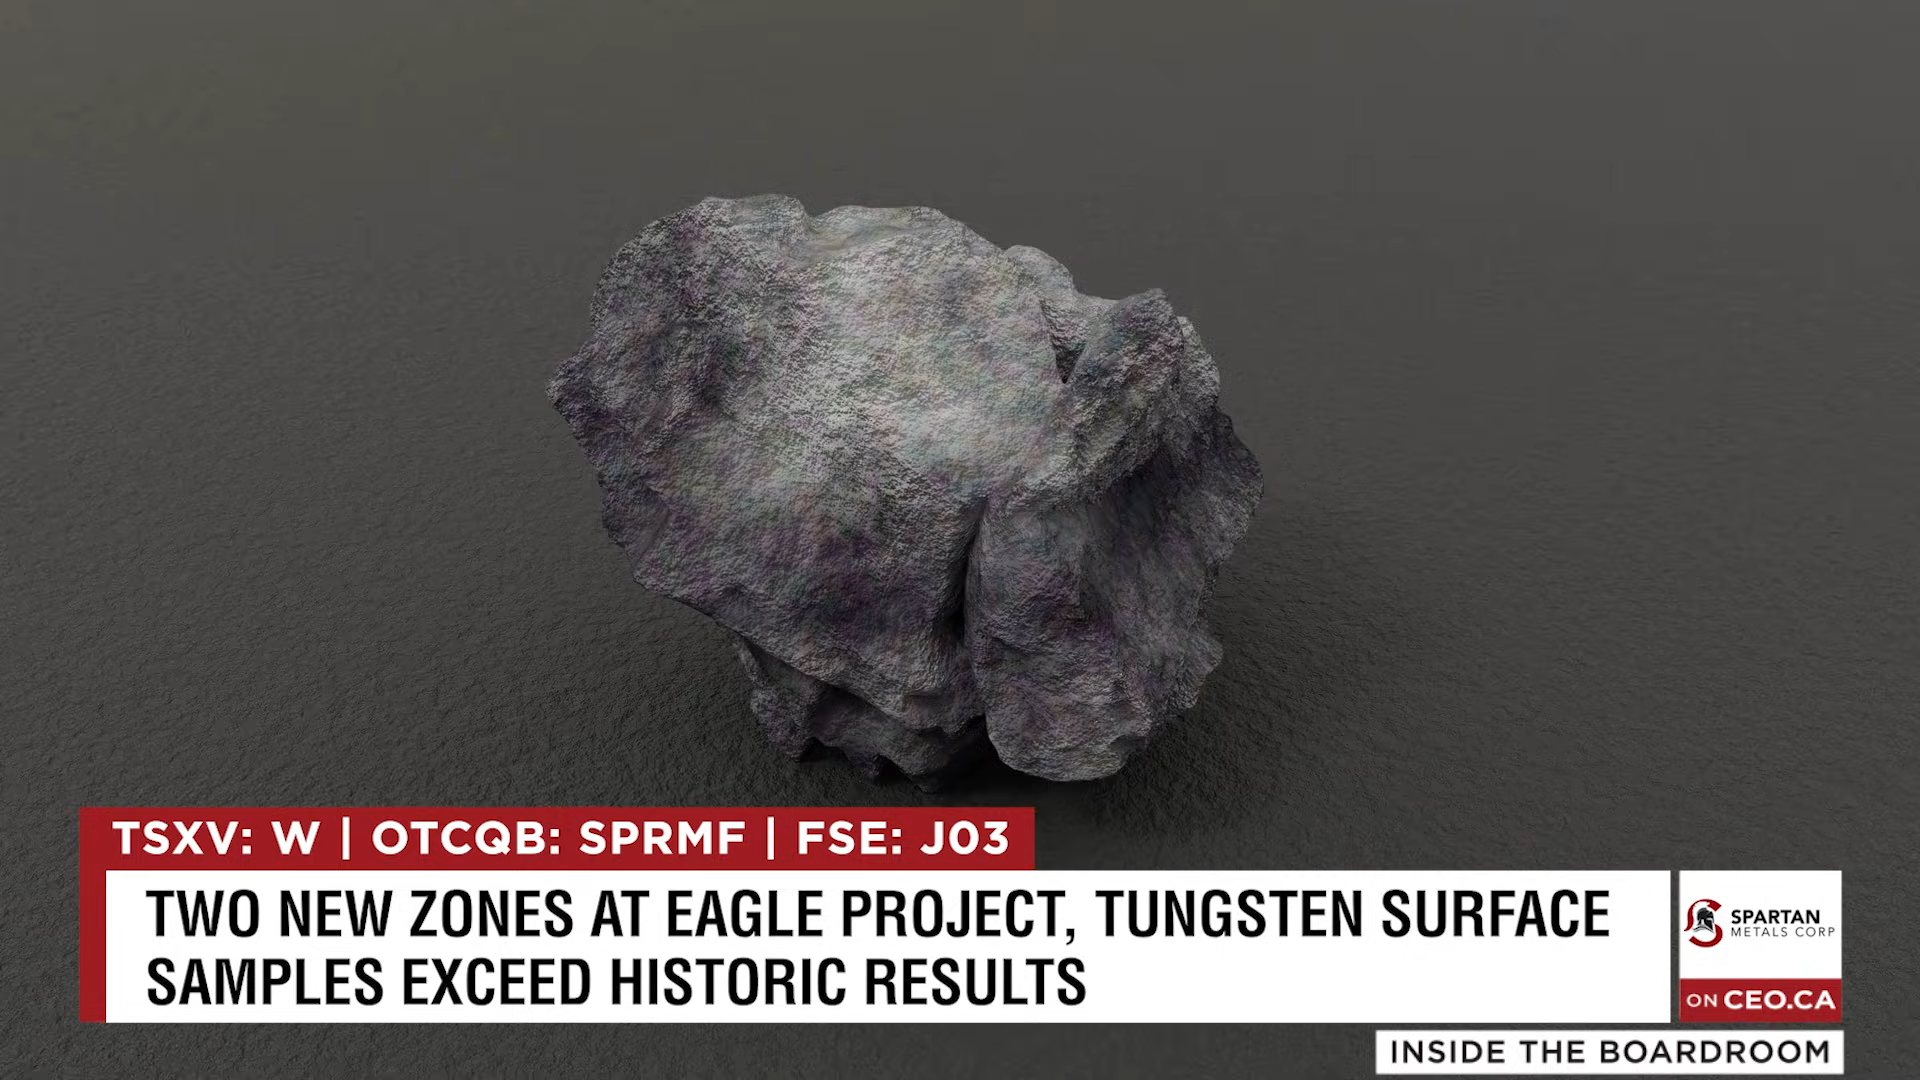 TSXV: W | OTCQB: SPRMF | FSE: J03
TWO NEW ZONES AT EAGLE PROJECT, TUNGSTEN SURFACE
SAMPLES EXCEED HISTORIC RESULTS
SPARTAN
METALS CORP
ON CEO.CA
INSIDE THE BOARDROOM